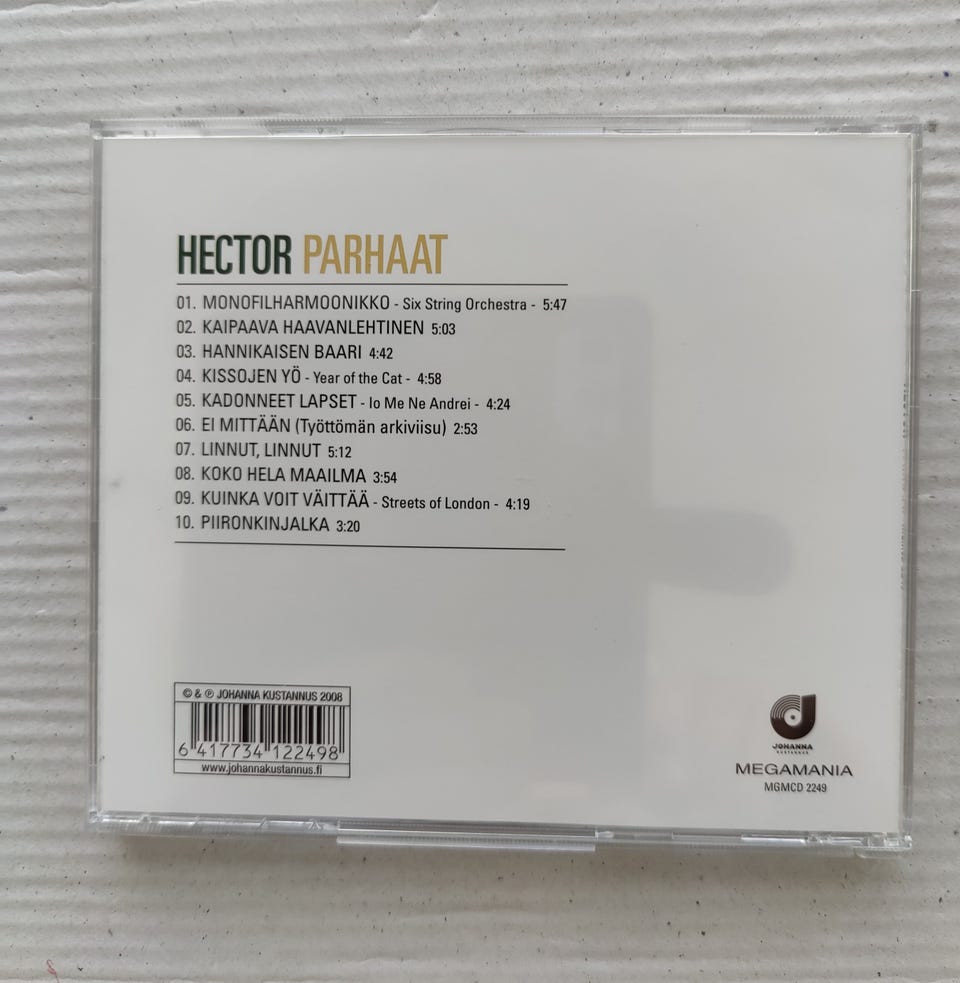 HECTOR PARHAAT
01. MONOFILHARMOONIKKO - Six String Orchestra - 5:47
02. KAIPAAVA HAAVANLEHTINEN 5:03
03. HANNIKAISEN BAARI 4:42
04. KISSOJEN YÖ - Year of the Cat - 4:58
05. KADONNEET LAPSET - Io Me Ne Andrei - 4:24
06. EI MITTÄÄN (Työttömän arkiviisu) 2:53
07. LINNUT, LINNUT 5:12
08. KOKO HELA MAAILMA 3:54
09. KUINKA VOIT VÄITTÄÄ - Streets of London - 4:19
10. PIIRONKINJALKA 3:20
© & ℗ JOHANNA KUSTANNUS 2008
6 417734 122498
www.johannakustannus.fi
JOHANNA
KUSTANNUS
MEGAMANIA
MGMCD 2249